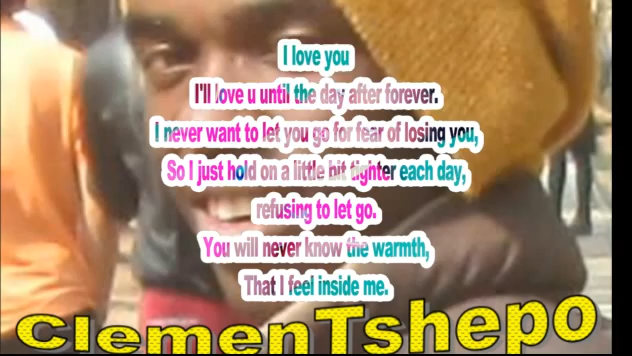 I love you
I'll love u until the day after forever.
I never want to let you go for fear of losing you,
So I just hold on a little bit tighter each day,
refusing to let go.
You will never know the warmth,
That I feel inside me.
ClemenTshepo